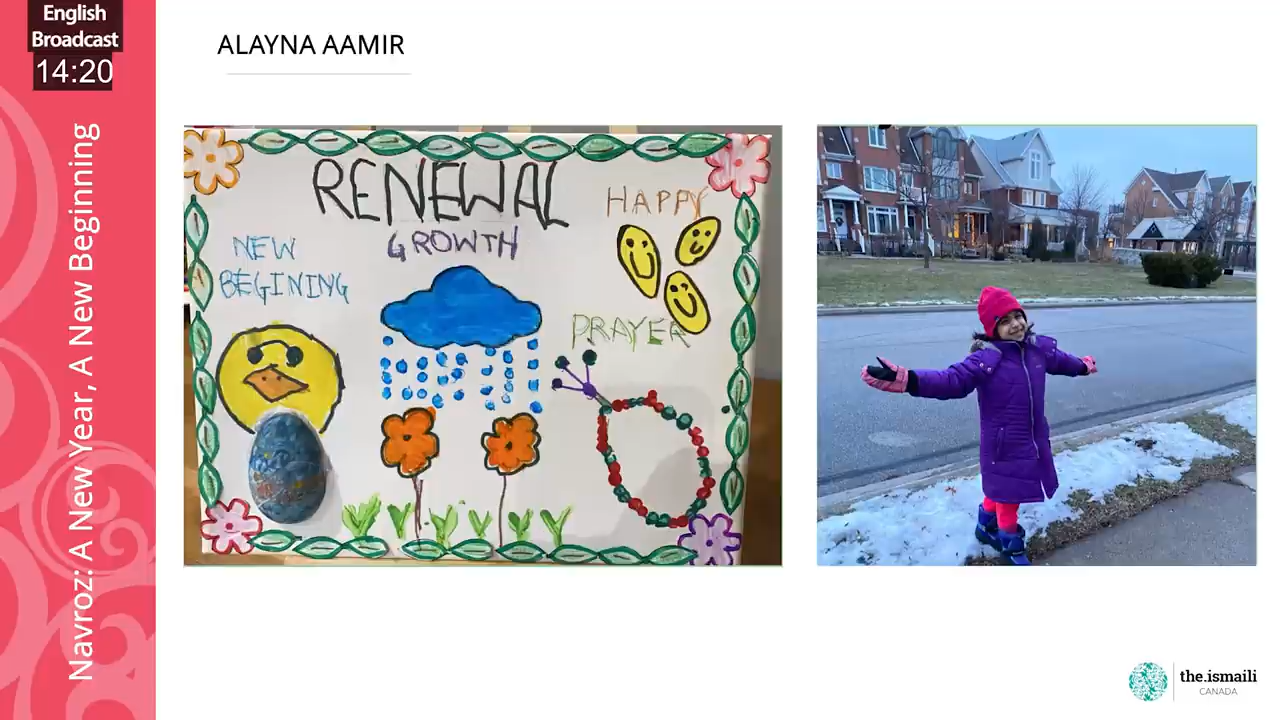 English
Broadcast
14:20
Navroz: A New Year, A New Beginning
ALAYNA AAMIR
RENEWAL
HAPPY
GROWTH
NEW
BEGINING
PRAYER
the.ismaili
CANADA